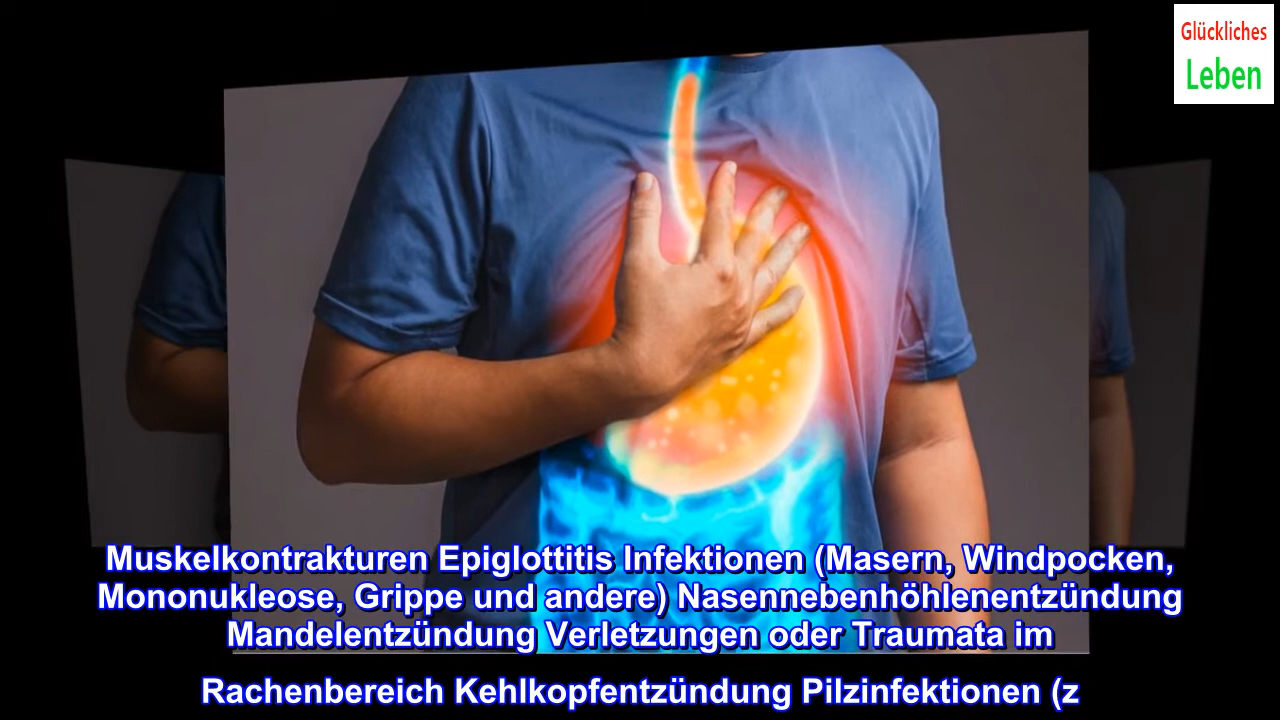 Glückliches
Leben
Muskelkontrakturen Epiglottitis Infektionen (Masern, Windpocken,
Mononukleose, Grippe und andere) Nasennebenhöhlenentzündung
Mandelentzündung Verletzungen oder Traumata im
Rachenbereich Kehlkopfentzündung Pilzinfektionen (z